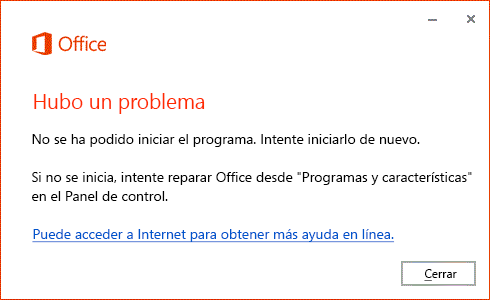 Office
Hubo un problema
No se ha podido iniciar el programa. Intente iniciarlo de nuevo.
Si no se inicia, intente reparar Office desde "Programas y características"
en el Panel de control.
Puede acceder a Internet para obtener más ayuda en línea.
Cerrar